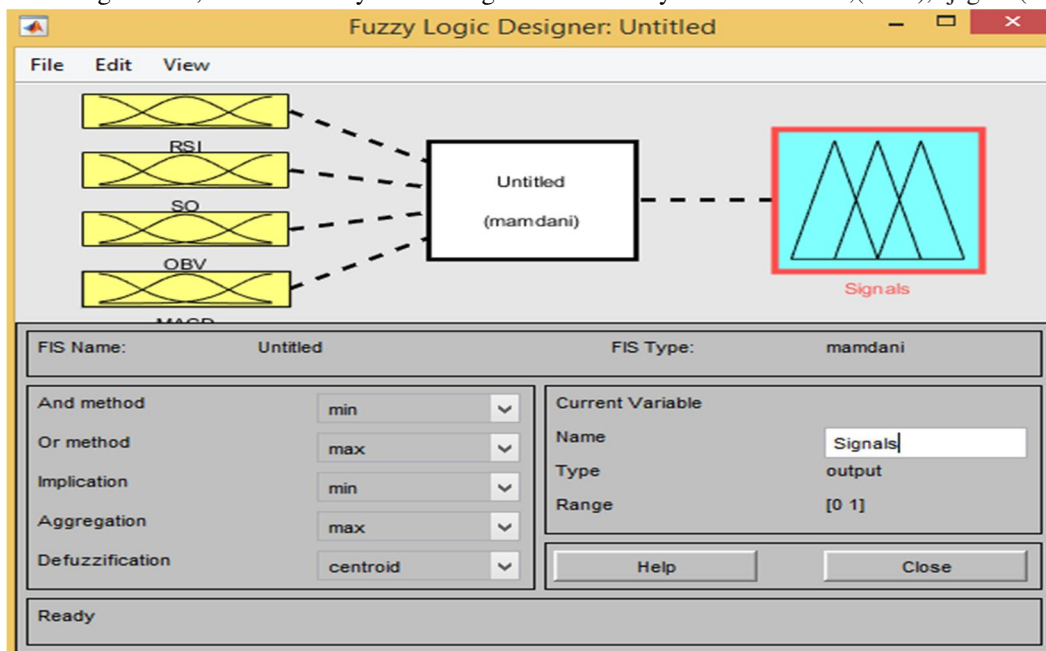 Fuzzy Logic Designer: Untitled
File Edit View
RSI
SO
OBV
MACD
Untitled
(mamdani)
Signals
FIS Name: Untitled FIS Type: mamdani
And method min
Or method max
Implication min
Aggregation max
Defuzzification centroid
Current Variable
Name Signals
Type output
Range [0 1]
Help Close
Ready